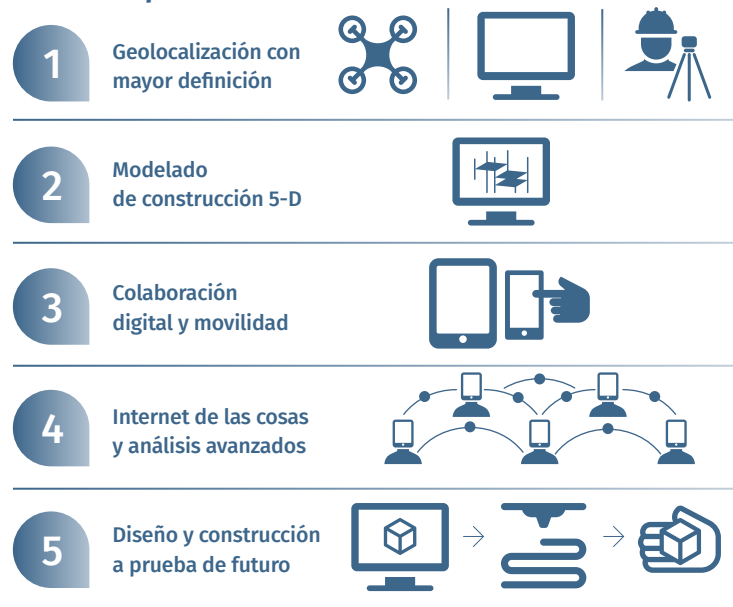 1
Geolocalización con
mayor definición
2
Modelado
de construcción 5-D
3
Colaboración
digital y movilidad
4
Internet de las cosas
y análisis avanzados
5
Diseño y construcción
a prueba de futuro